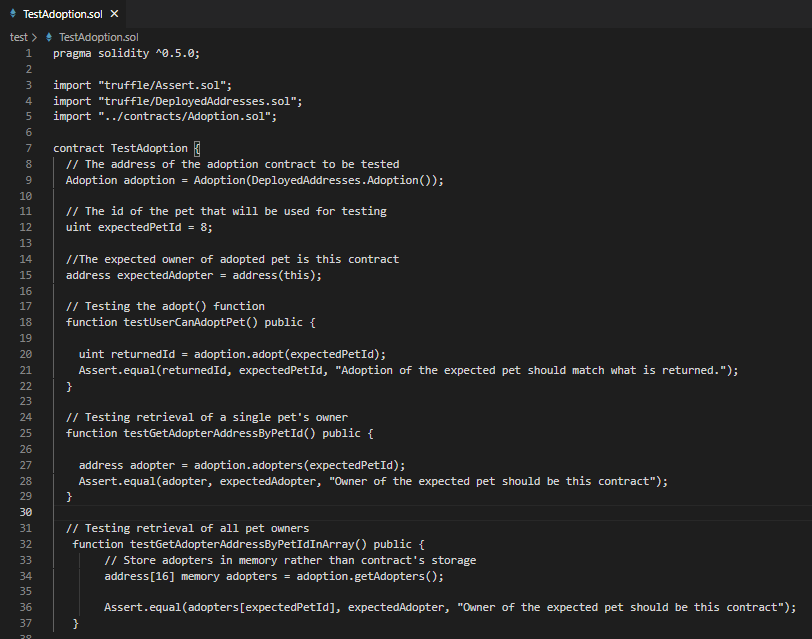 TestAdoption.sol ×
test > TestAdoption.sol
1 pragma solidity ^0.5.0;
2
3 import "truffle/Assert.sol";
4 import "truffle/DeployedAddresses.sol";
5 import "../contracts/Adoption.sol";
6
7 contract TestAdoption {
8 // The address of the adoption contract to be tested
9 Adoption adoption = Adoption(DeployedAddresses.Adoption());
10
11 // The id of the pet that will be used for testing
12 uint expectedPetId = 8;
13
14 //The expected owner of adopted pet is this contract
15 address expectedAdopter = address(this);
16
17 // Testing the adopt() function
18 function testUserCanAdoptPet() public {
19
20 uint returnedId = adoption.adopt(expectedPetId);
21 Assert.equal(returnedId, expectedPetId, "Adoption of the expected pet should match what is returned.");
22 }
23
24 // Testing retrieval of a single pet's owner
25 function testGetAdopterAddressByPetId() public {
26
27 address adopter = adoption.adopters(expectedPetId);
28 Assert.equal(adopter, expectedAdopter, "Owner of the expected pet should be this contract");
29 }
30
31 // Testing retrieval of all pet owners
32 function testGetAdopterAddressByPetIdInArray() public {
33 // Store adopters in memory rather than contract's storage
34 address[16] memory adopters = adoption.getAdopters();
35
36 Assert.equal(adopters[expectedPetId], expectedAdopter, "Owner of the expected pet should be this contract");
37 }
38